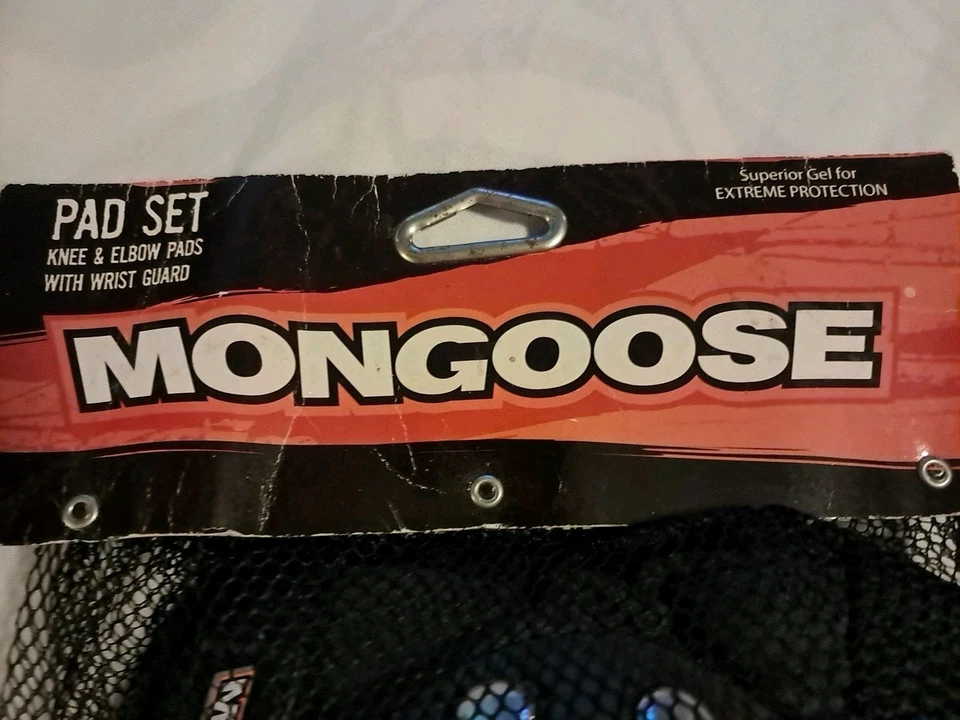 PAD SET
KNEE & ELBOW PADS
WITH WRIST GUARD
Superior Gel for
EXTREME PROTECTION
MONGOOSE